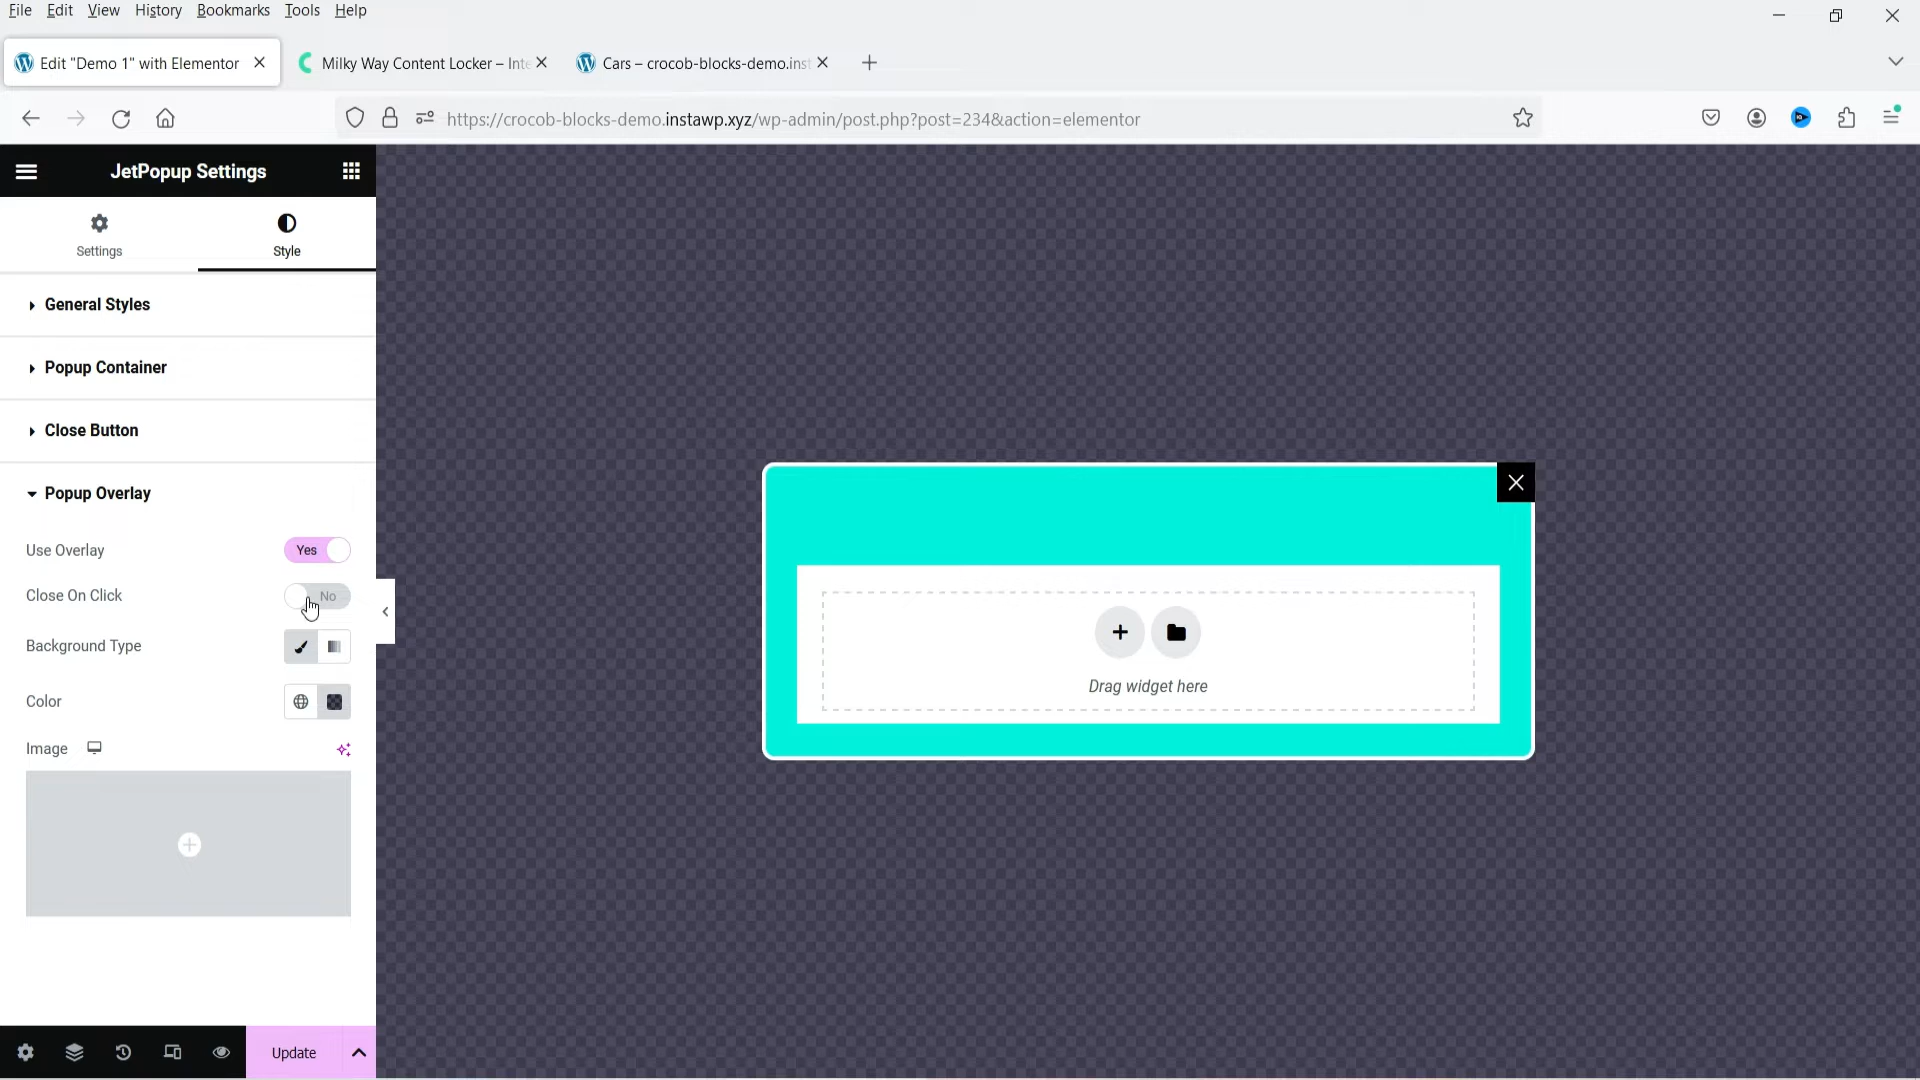 File Edit View History Bookmarks Tools Help
Edit "Demo 1" with Elementor
Milky Way Content Locker – Inte
Cars – crocob-blocks-demo.inst
https://crocob-blocks-demo.instawp.xyz/wp-admin/post.php?post=234&action=elementor
JetPopup Settings
Settings
Style
General Styles
Popup Container
Close Button
Popup Overlay
Use Overlay
Yes
Close On Click
No
Background Type
Color
Image
Update
Drag widget here